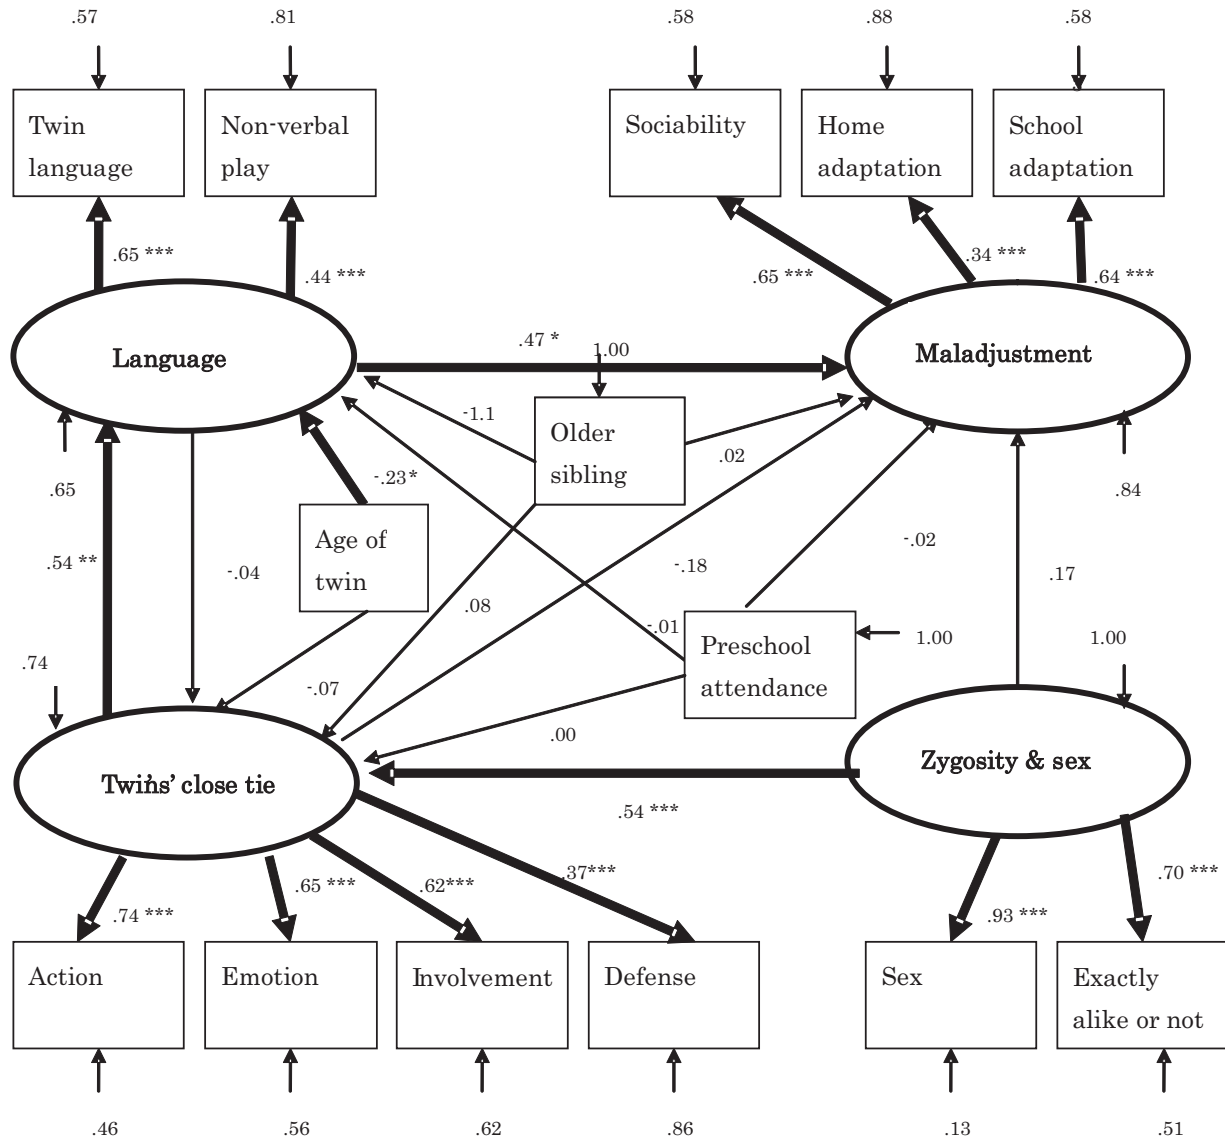 .57
.81
.58
.88
.58
Twin
language
Non-verbal
play
Sociability
Home
adaptation
School
adaptation
.65 ***
.44 ***
.65 ***
.34 ***
.64 ***
Language
.47 *
1.00
Maladjustment
-1.1
Older
sibling
.02
-.23*
.65
.84
.54 **
-.04
Age of
twin
.08
-.18
-.02
.17
-.01
Preschool
attendance
1.00
1.00
.74
-.07
.00
Twins' close tie
Zygosity & sex
.54 ***
.74 ***
.65 ***
.62***
.37***
.93 ***
.70 ***
Action
Emotion
Involvement
Defense
Sex
Exactly
alike or not
.46
.56
.62
.86
.13
.51